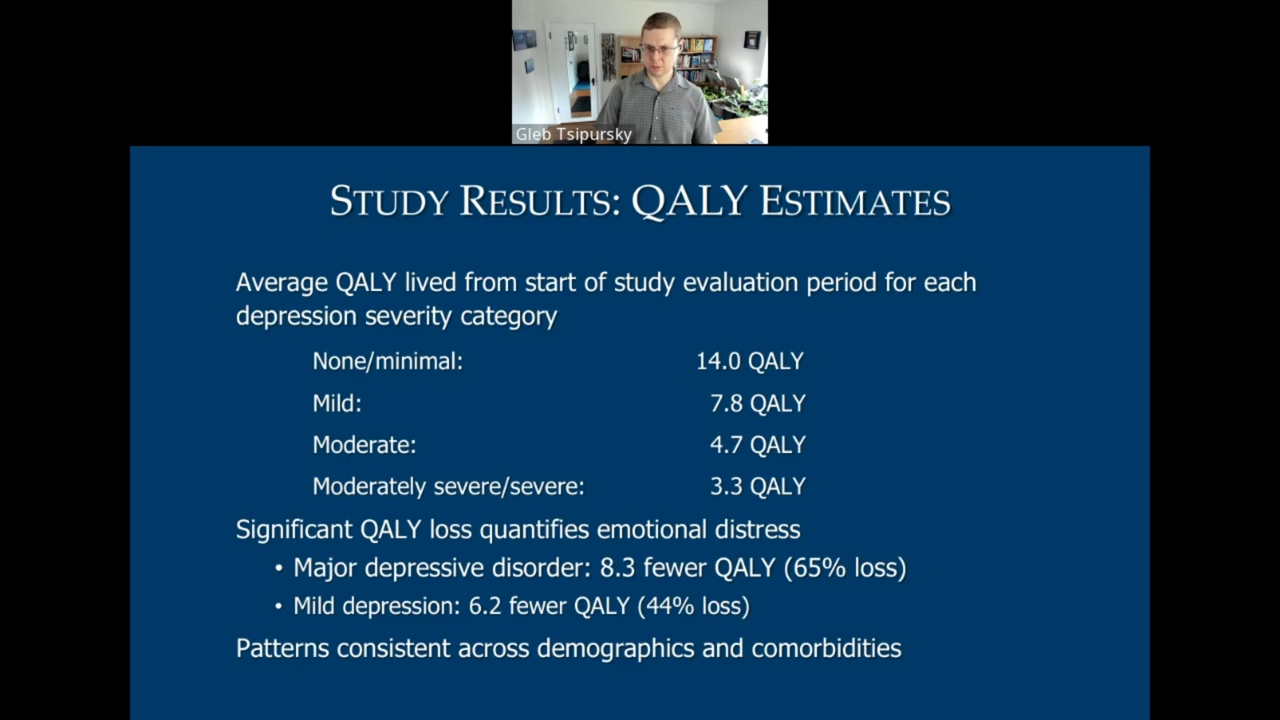 Gleb Tsipursky
STUDY RESULTS: QALY ESTIMATES
Average QALY lived from start of study evaluation period for each
depression severity category
None/minimal: 14.0 QALY
Mild: 7.8 QALY
Moderate: 4.7 QALY
Moderately severe/severe: 3.3 QALY
Significant QALY loss quantifies emotional distress
• Major depressive disorder: 8.3 fewer QALY (65% loss)
• Mild depression: 6.2 fewer QALY (44% loss)
Patterns consistent across demographics and comorbidities